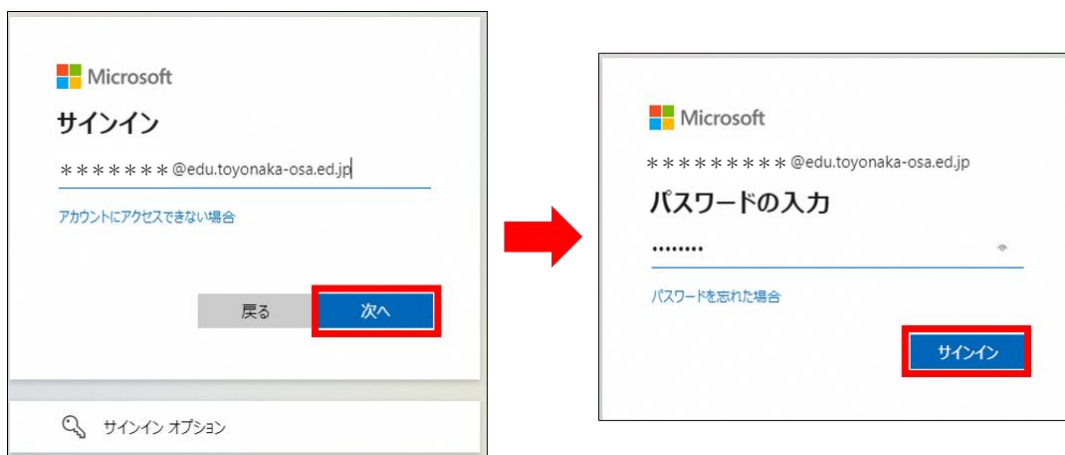 Microsoft
サインイン
*******@edu.toyonaka-osa.ed.jp
アカウントにアクセスできない場合
戻る
次へ
サインイン オプション
Microsoft
*********@edu.toyonaka-osa.ed.jp
パスワードの入力
••••••••
パスワードを忘れた場合
サインイン